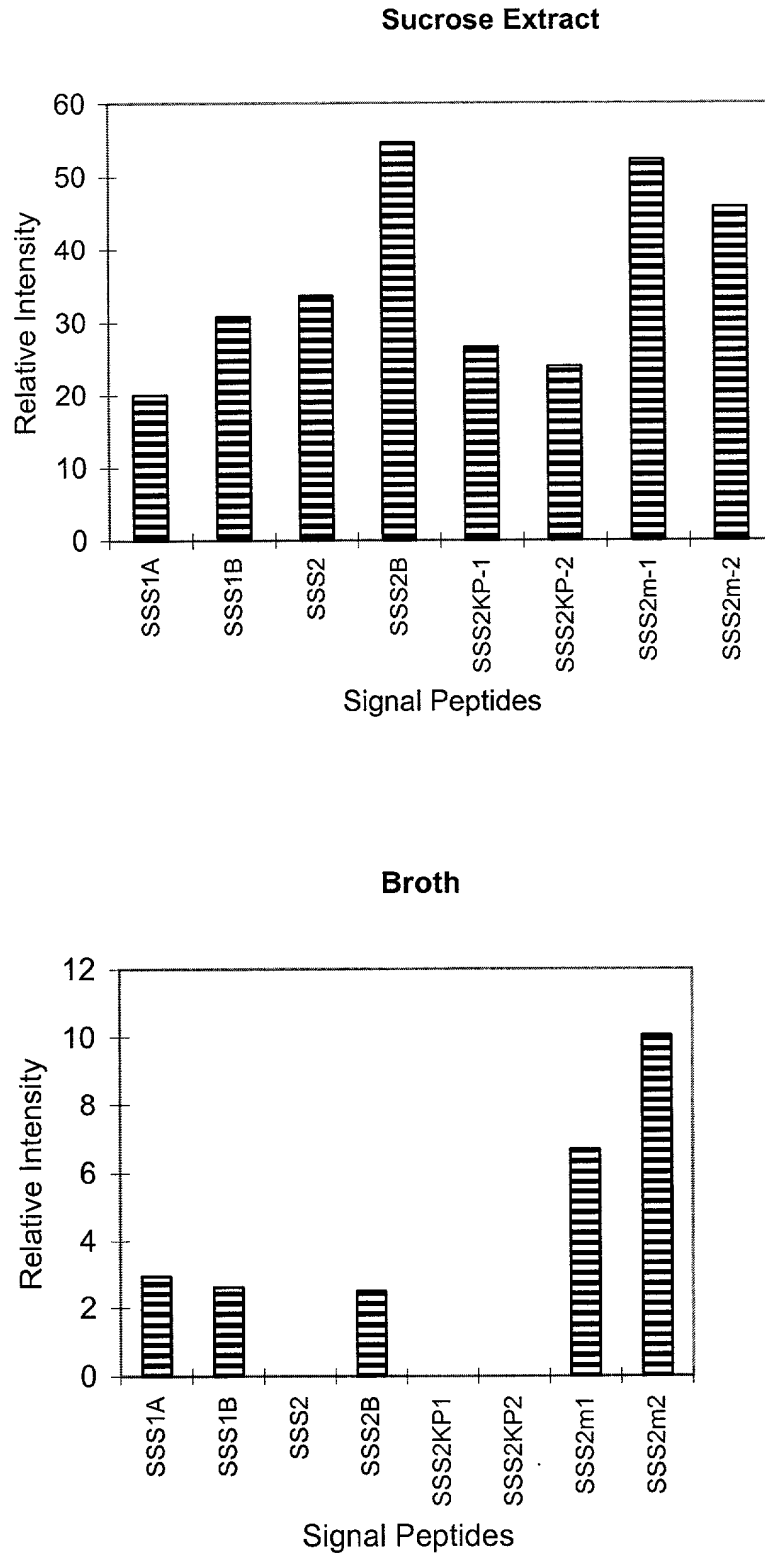 Sucrose Extract
60
50
40
30
20
10
0
Relative Intensity
SSS1A
SSS1B
SSS2
SSS2B
SSS2KP-1
SSS2KP-2
SSS2m-1
SSS2m-2
Signal Peptides
Broth
12
10
8
6
4
2
0
Relative Intensity
SSS1A
SSS1B
SSS2
SSS2B
SSS2KP1
SSS2KP2
SSS2m1
SSS2m2
Signal Peptides